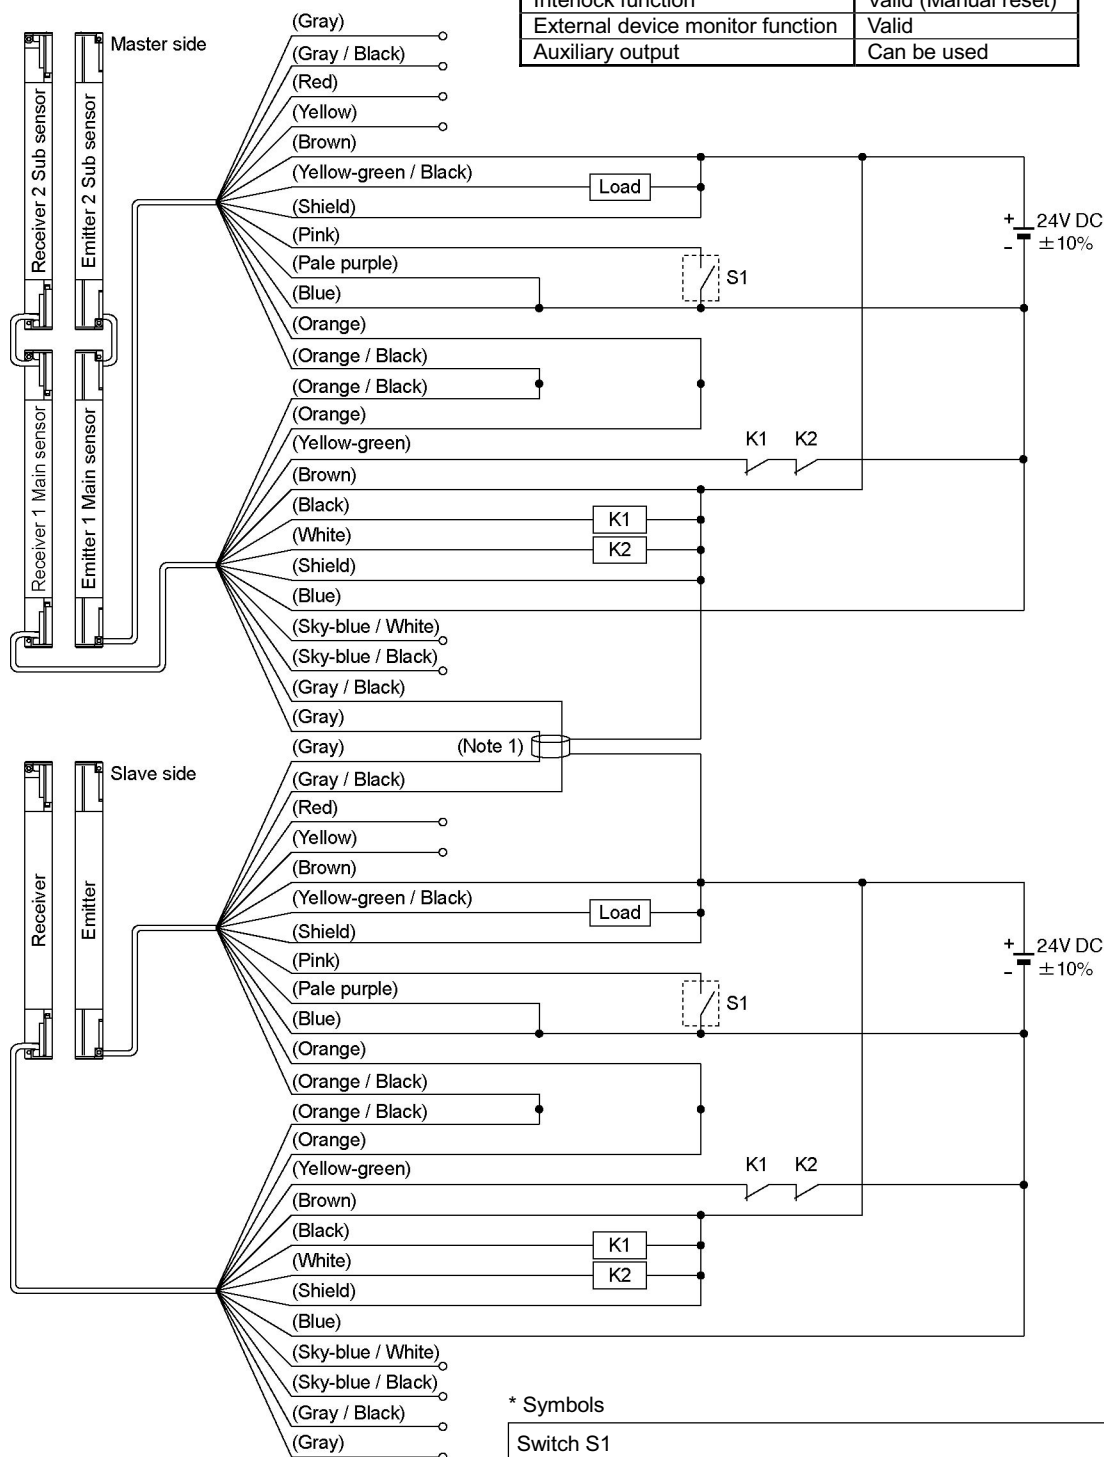 Interlock function Valid (Manual reset)
External device monitor function Valid
Auxiliary output Can be used
Master side
Receiver 2 Sub sensor
Emitter 2 Sub sensor
Receiver 1 Main sensor
Emitter 1 Main sensor
(Gray)
(Gray / Black)
(Red)
(Yellow)
(Brown)
(Yellow-green / Black)
Load
(Shield)
(Pink)
(Pale purple)
S1
(Blue)
+ 24V DC
- ±10%
(Orange)
(Orange / Black)
(Orange / Black)
(Orange)
(Yellow-green)
K1 K2
(Brown)
(Black)
K1
(White)
K2
(Shield)
(Blue)
(Sky-blue / White)
(Sky-blue / Black)
(Gray / Black)
(Gray)
(Note 1)
Slave side
Receiver
Emitter
(Gray)
(Gray / Black)
(Red)
(Yellow)
(Brown)
(Yellow-green / Black)
Load
(Shield)
(Pink)
(Pale purple)
S1
(Blue)
+ 24V DC
- ±10%
(Orange)
(Orange / Black)
(Orange / Black)
(Orange)
(Yellow-green)
K1 K2
(Brown)
(Black)
K1
(White)
K2
(Shield)
(Blue)
(Sky-blue / White)
(Sky-blue / Black)
(Gray / Black)
(Gray)
* Symbols
Switch S1